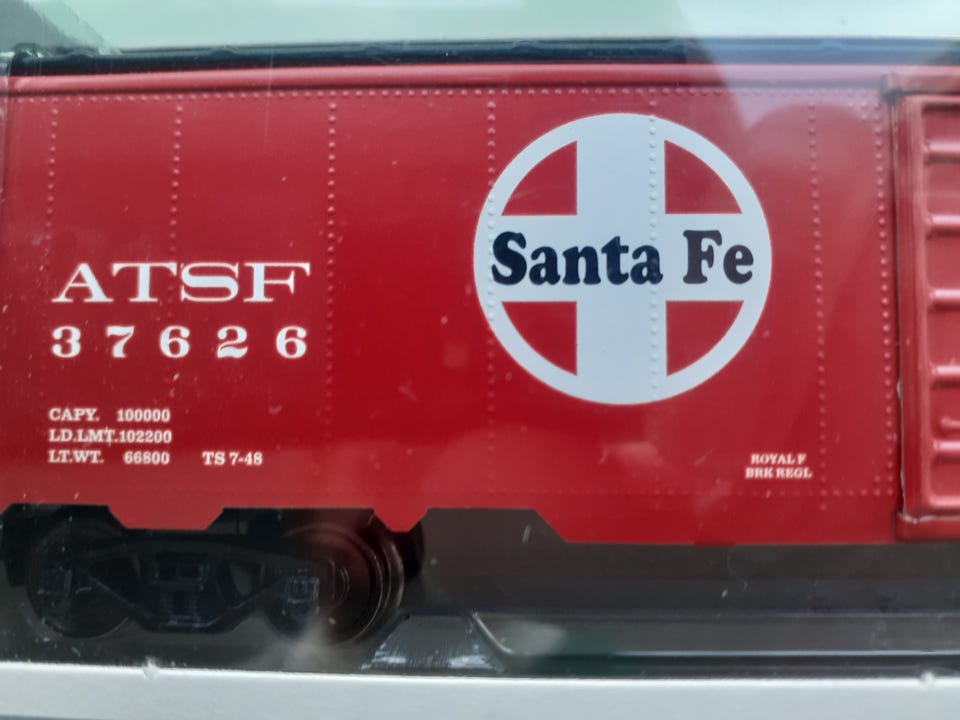 Santa Fe
ATSF
37626
CAPY. 100000
LD.LMT.102200
LT.WT. 66800 TS 7-48
ROYAL F
BRK REGL